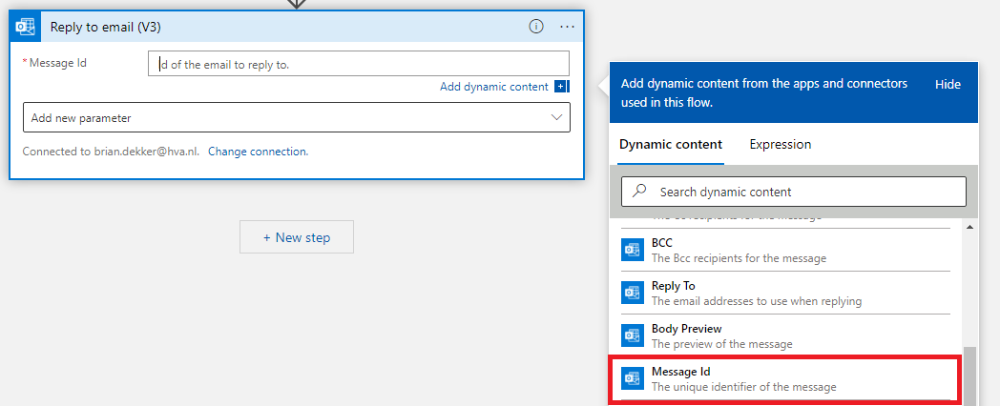 Reply to email (V3)
* Message Id
Id of the email to reply to.
Add dynamic content
Add new parameter
Connected to brian.dekker@hva.nl. Change connection.
+ New step
Add dynamic content from the apps and connectors
used in this flow.
Hide
Dynamic content
Expression
Search dynamic content
BCC
The Bcc recipients for the message
Reply To
The email addresses to use when replying
Body Preview
The preview of the message
Message Id
The unique identifier of the message